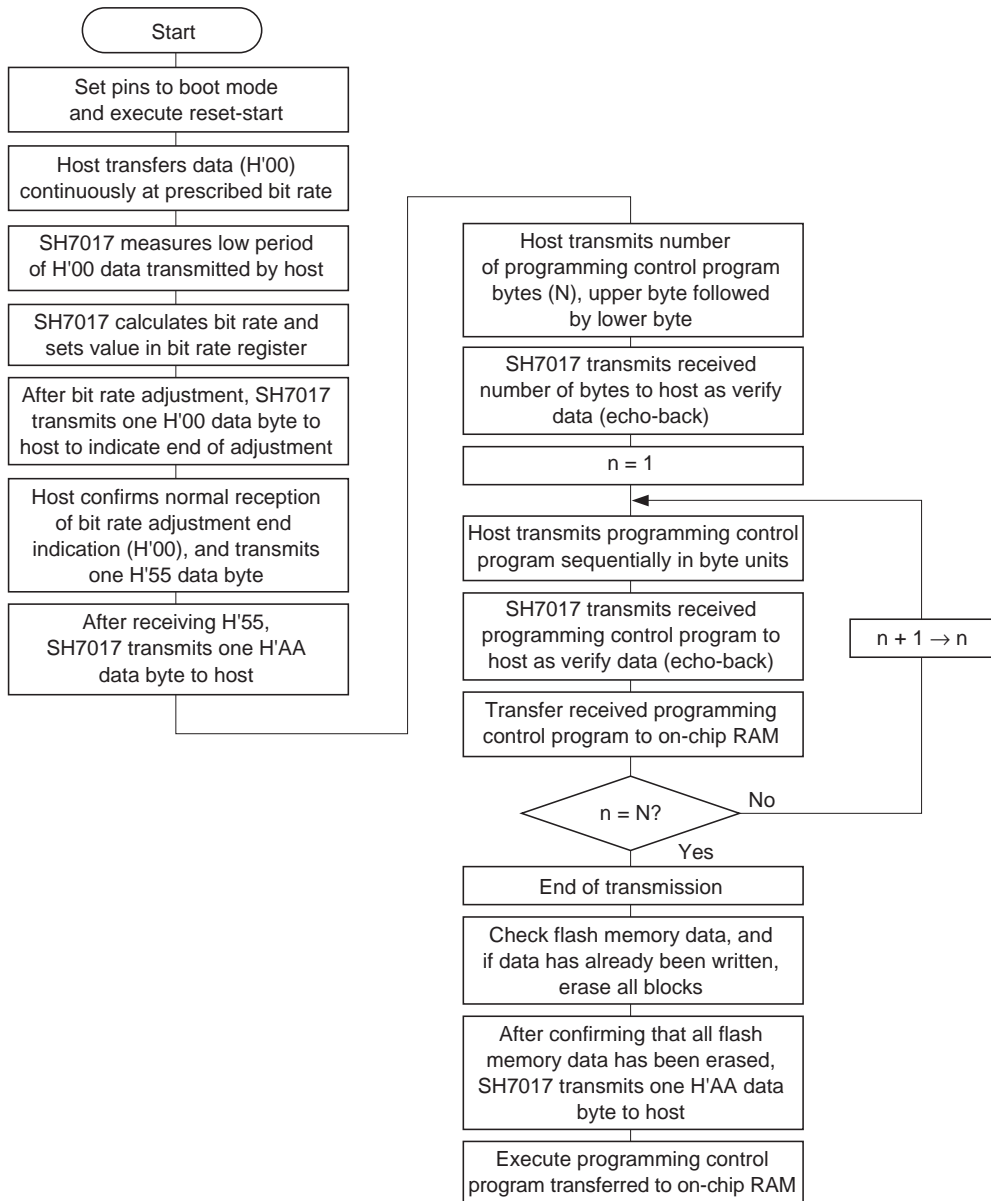 Start
Set pins to boot mode
and execute reset-start
Host transfers data (H'00)
continuously at prescribed bit rate
SH7017 measures low period
of H'00 data transmitted by host
SH7017 calculates bit rate and
sets value in bit rate register
After bit rate adjustment, SH7017
transmits one H'00 data byte to
host to indicate end of adjustment
Host confirms normal reception
of bit rate adjustment end
indication (H'00), and transmits
one H'55 data byte
After receiving H'55,
SH7017 transmits one H'AA
data byte to host
Host transmits number
of programming control program
bytes (N), upper byte followed
by lower byte
SH7017 transmits received
number of bytes to host as verify
data (echo-back)
n = 1
Host transmits programming control
program sequentially in byte units
SH7017 transmits received
programming control program to
host as verify data (echo-back)
n + 1 → n
Transfer received programming
control program to on-chip RAM
n = N?
No
Yes
End of transmission
Check flash memory data, and
if data has already been written,
erase all blocks
After confirming that all flash
memory data has been erased,
SH7017 transmits one H'AA data
byte to host
Execute programming control
program transferred to on-chip RAM